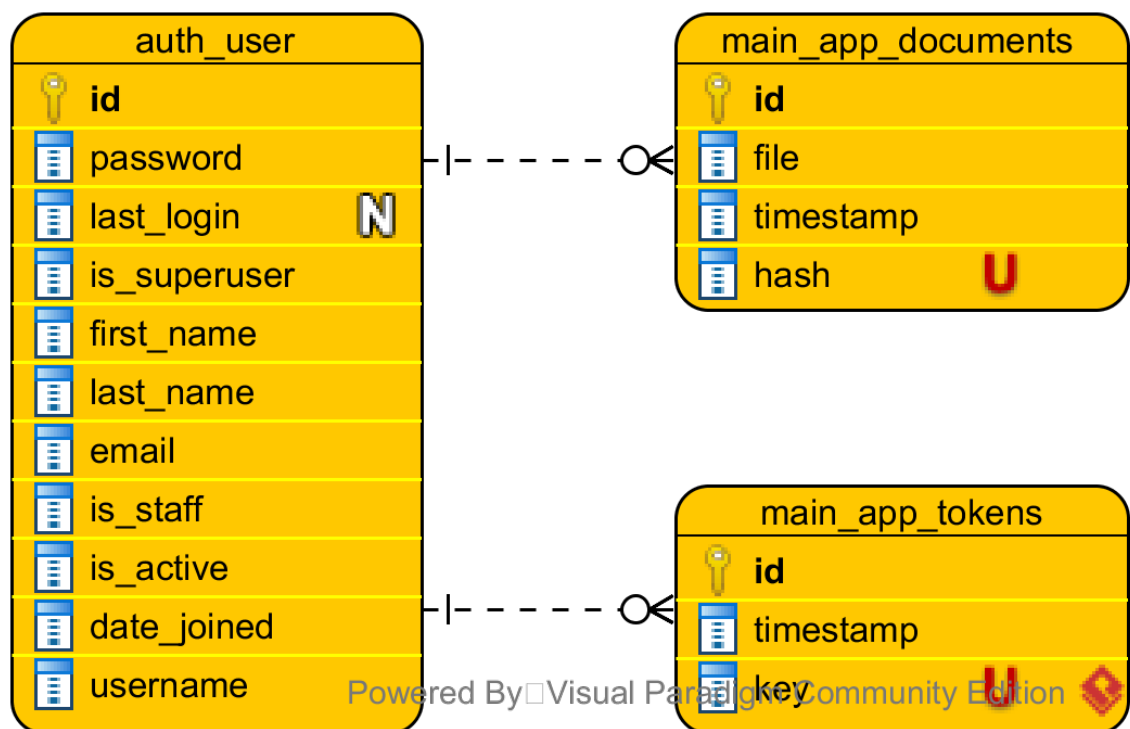 auth_user
id
password
last_login N
is_superuser
first_name
last_name
email
is_staff
is_active
date_joined
username
main_app_documents
id
file
timestamp
hash U
main_app_tokens
id
timestamp
key U
Powered By□Visual Paradigm Community Edition